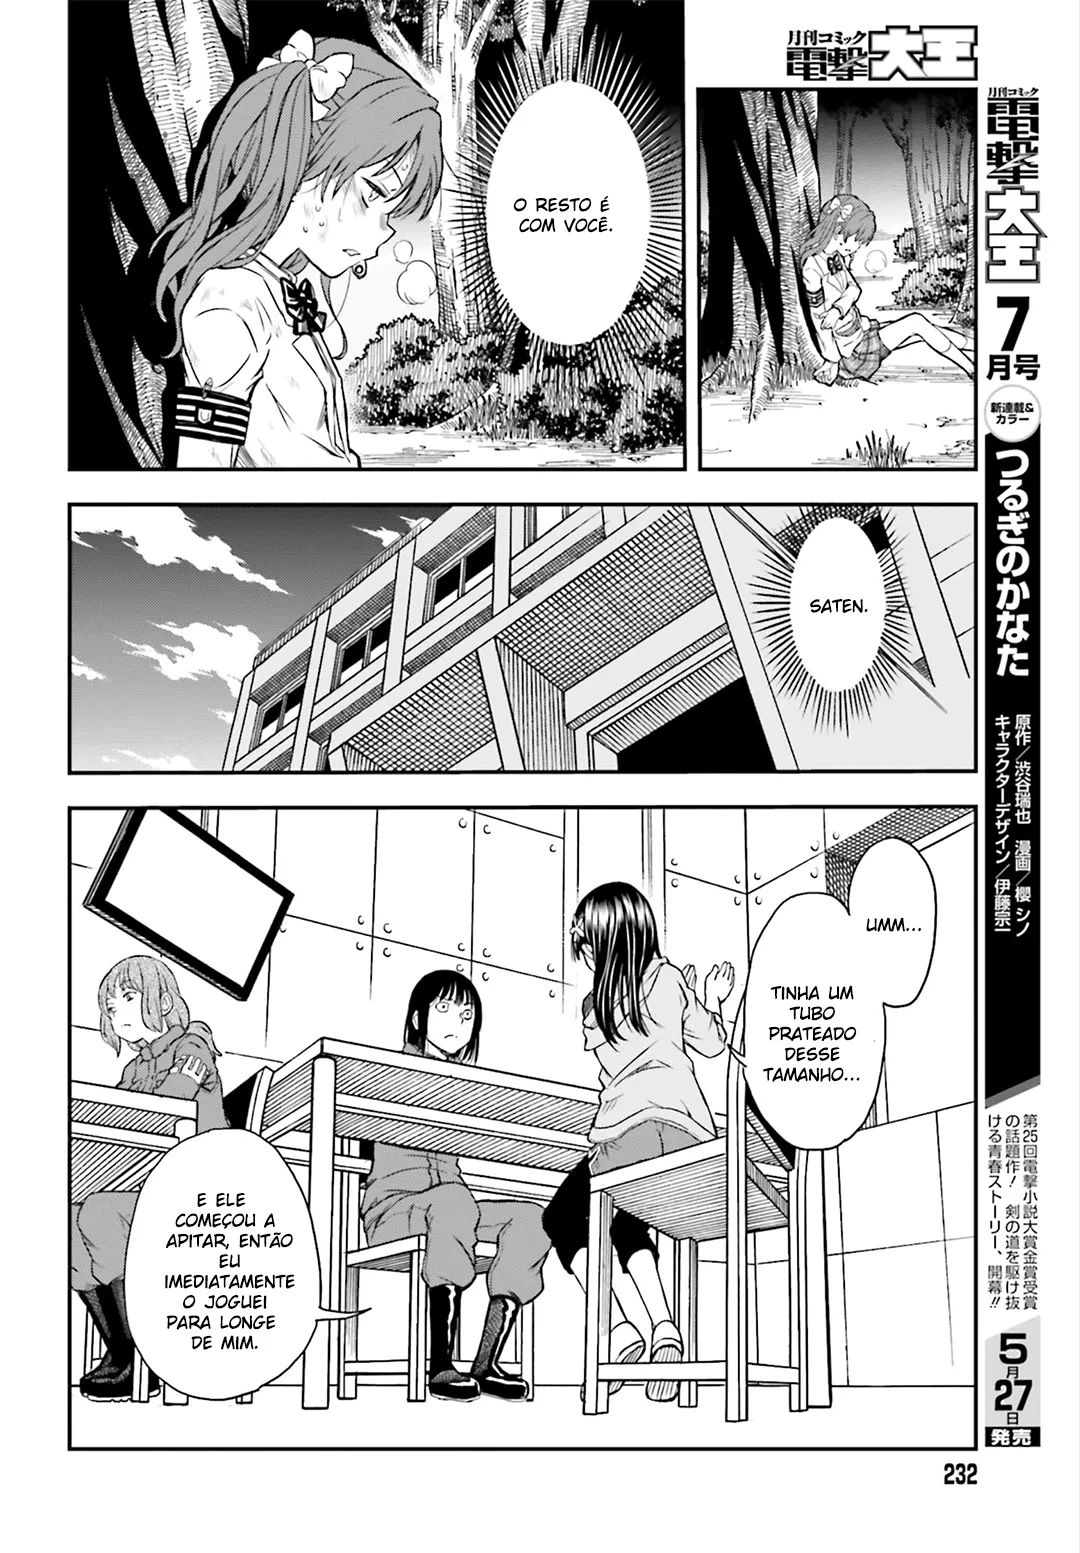 月刊コミック
電撃大王
O RESTO É
COM VOCÊ.
SATEN.
UMM...
TINHA UM
TUBO
PRATEADO
DESSE
TAMANHO...
E ELE
COMEÇOU A
APITAR, ENTÃO
EU
IMEDIATAMENTE
O JOGUEI
PARA LONGE
DE MIM.
月刊コミック
電撃大王
7
月号
新連載&
カラー
つるぎのかなた
原作/渋谷瑞也 漫画/櫻 シノ
キャラクターデザイン/伊藤宗一
第25回電撃小説大賞金賞受賞
の話題作! 剣の道を駆け抜
ける青春ストーリー、開幕!!
5
月
27
日
発売
232